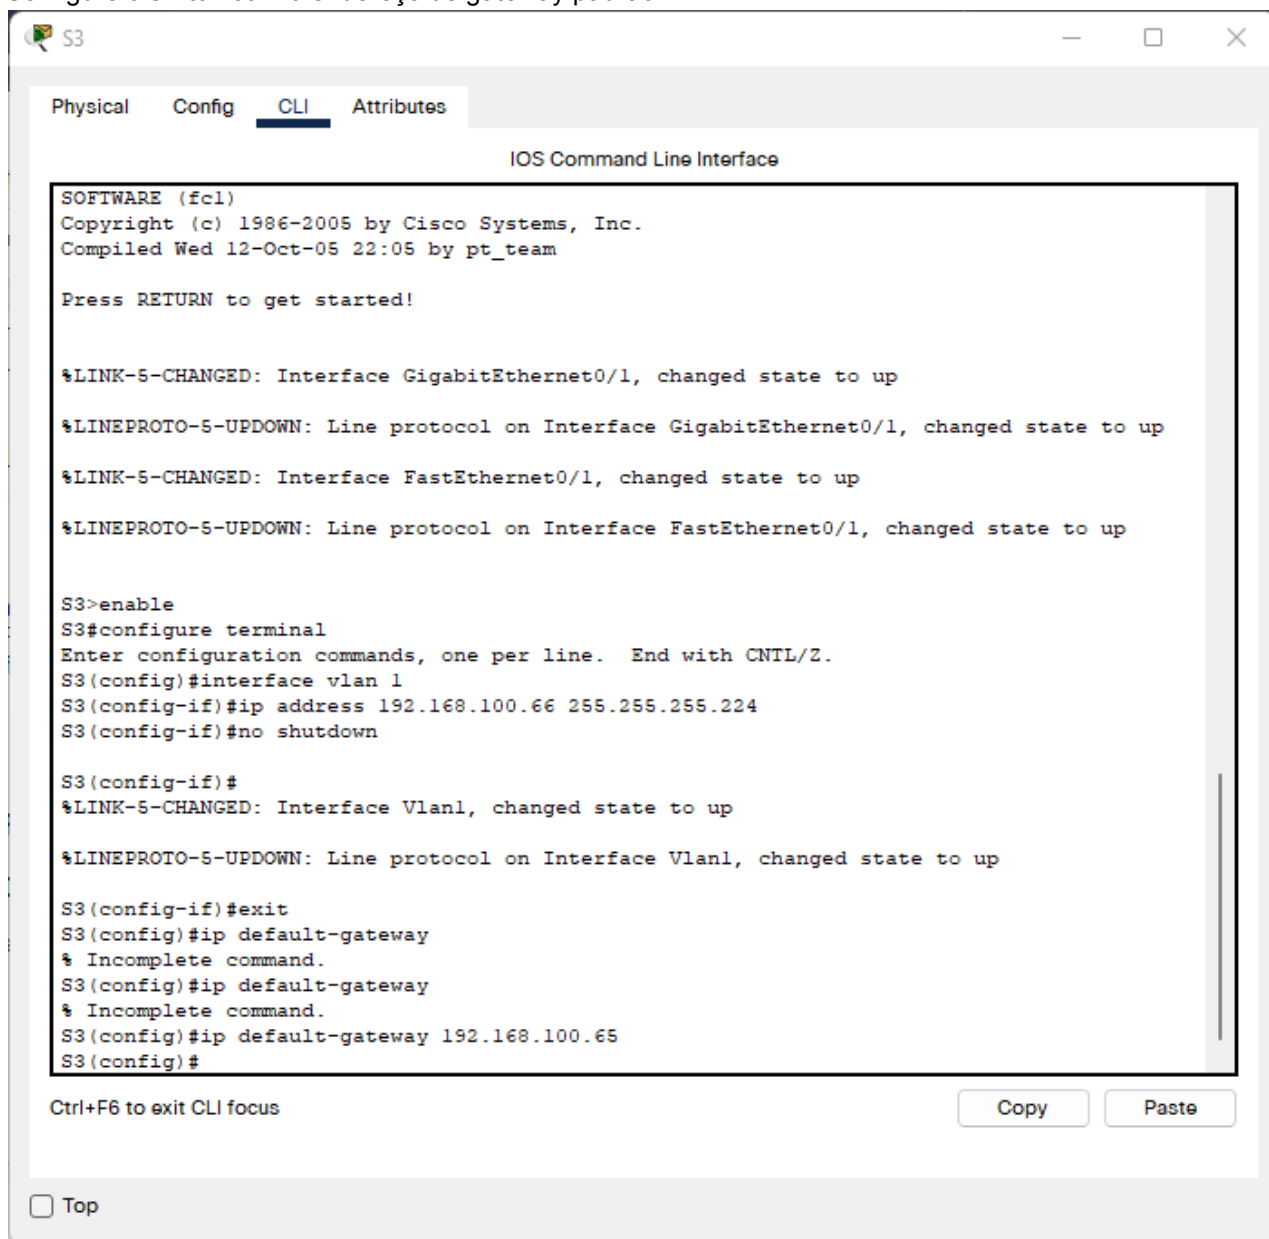 S3
Physical Config CLI Attributes
IOS Command Line Interface
SOFTWARE (fc1)
Copyright (c) 1986-2005 by Cisco Systems, Inc.
Compiled Wed 12-Oct-05 22:05 by pt_team
Press RETURN to get started!
%LINK-5-CHANGED: Interface GigabitEthernet0/1, changed state to up
%LINEPROTO-5-UPDOWN: Line protocol on Interface GigabitEthernet0/1, changed state to up
%LINK-5-CHANGED: Interface FastEthernet0/1, changed state to up
%LINEPROTO-5-UPDOWN: Line protocol on Interface FastEthernet0/1, changed state to up
S3>enable
S3#configure terminal
Enter configuration commands, one per line.  End with CNTL/Z.
S3(config)#interface vlan 1
S3(config-if)#ip address 192.168.100.66 255.255.255.224
S3(config-if)#no shutdown
S3(config-if)#
%LINK-5-CHANGED: Interface Vlan1, changed state to up
%LINEPROTO-5-UPDOWN: Line protocol on Interface Vlan1, changed state to up
S3(config-if)#exit
S3(config)#ip default-gateway
% Incomplete command.
S3(config)#ip default-gateway
% Incomplete command.
S3(config)#ip default-gateway 192.168.100.65
S3(config)#
Ctrl+F6 to exit CLI focus
Copy Paste
Top